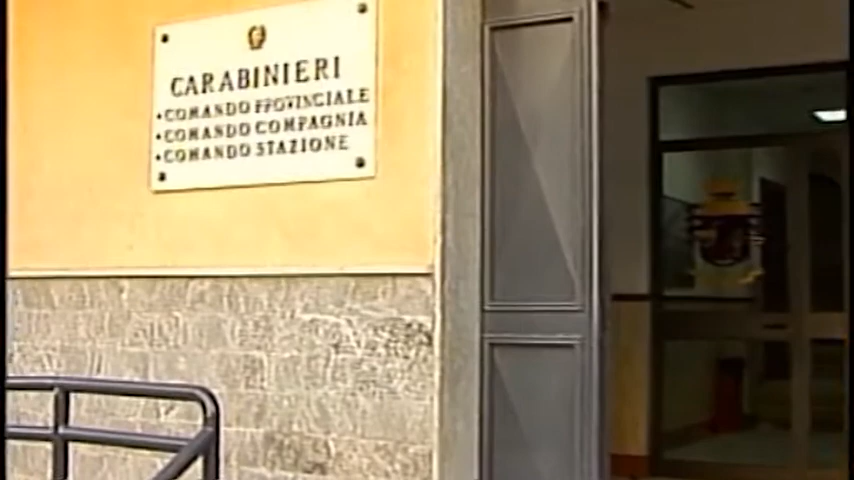 CARABINIERI
•COMANDO PROVINCIALE
•COMANDO COMPAGNIA
•COMANDO STAZIONE